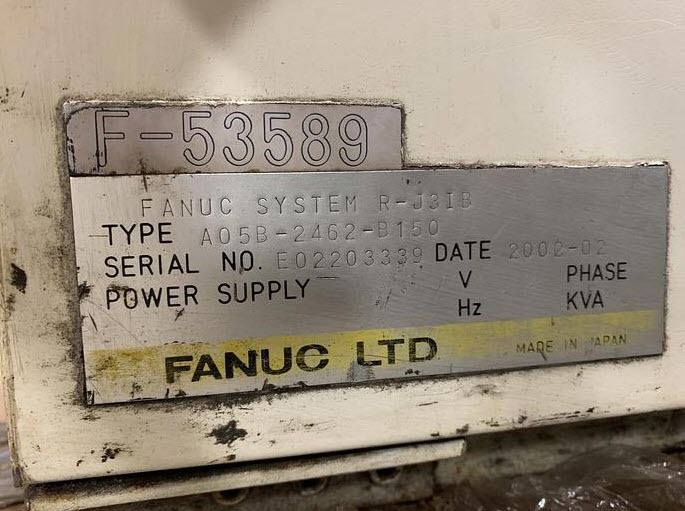 F-53589
FANUC SYSTEM R-J3IB
TYPE A05B-2462-B150
SERIAL NO. E02203339 DATE 2002-02
POWER SUPPLY V PHASE
Hz KVA
FANUC LTD MADE IN JAPAN